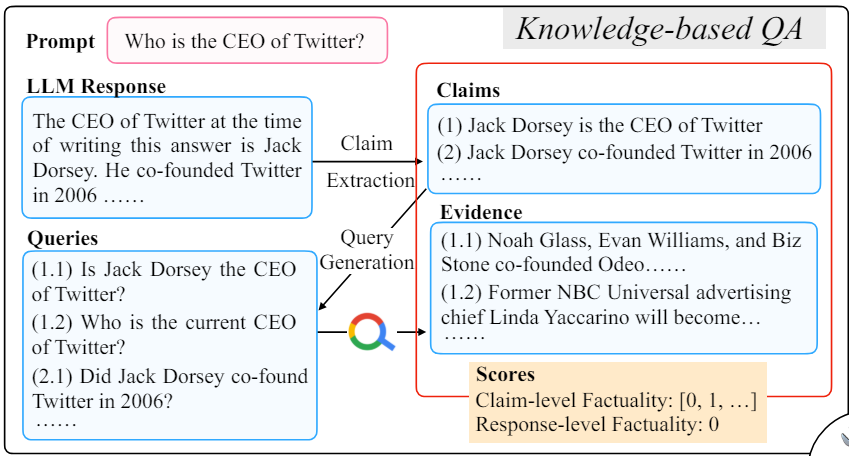 Knowledge-based QA
Prompt
Who is the CEO of Twitter?
LLM Response
The CEO of Twitter at the time
of writing this answer is Jack
Dorsey. He co-founded Twitter
in 2006 ……
Claim
Extraction
Claims
(1) Jack Dorsey is the CEO of Twitter
(2) Jack Dorsey co-founded Twitter in 2006
……
Query
Generation
Queries
(1.1) Is Jack Dorsey the CEO
of Twitter?
(1.2) Who is the current CEO
of Twitter?
(2.1) Did Jack Dorsey co-found
Twitter in 2006?
……
Evidence
(1.1) Noah Glass, Evan Williams, and Biz
Stone co-founded Odeo……
(1.2) Former NBC Universal advertising
chief Linda Yaccarino will become…
……
Scores
Claim-level Factuality: [0, 1, …]
Response-level Factuality: 0